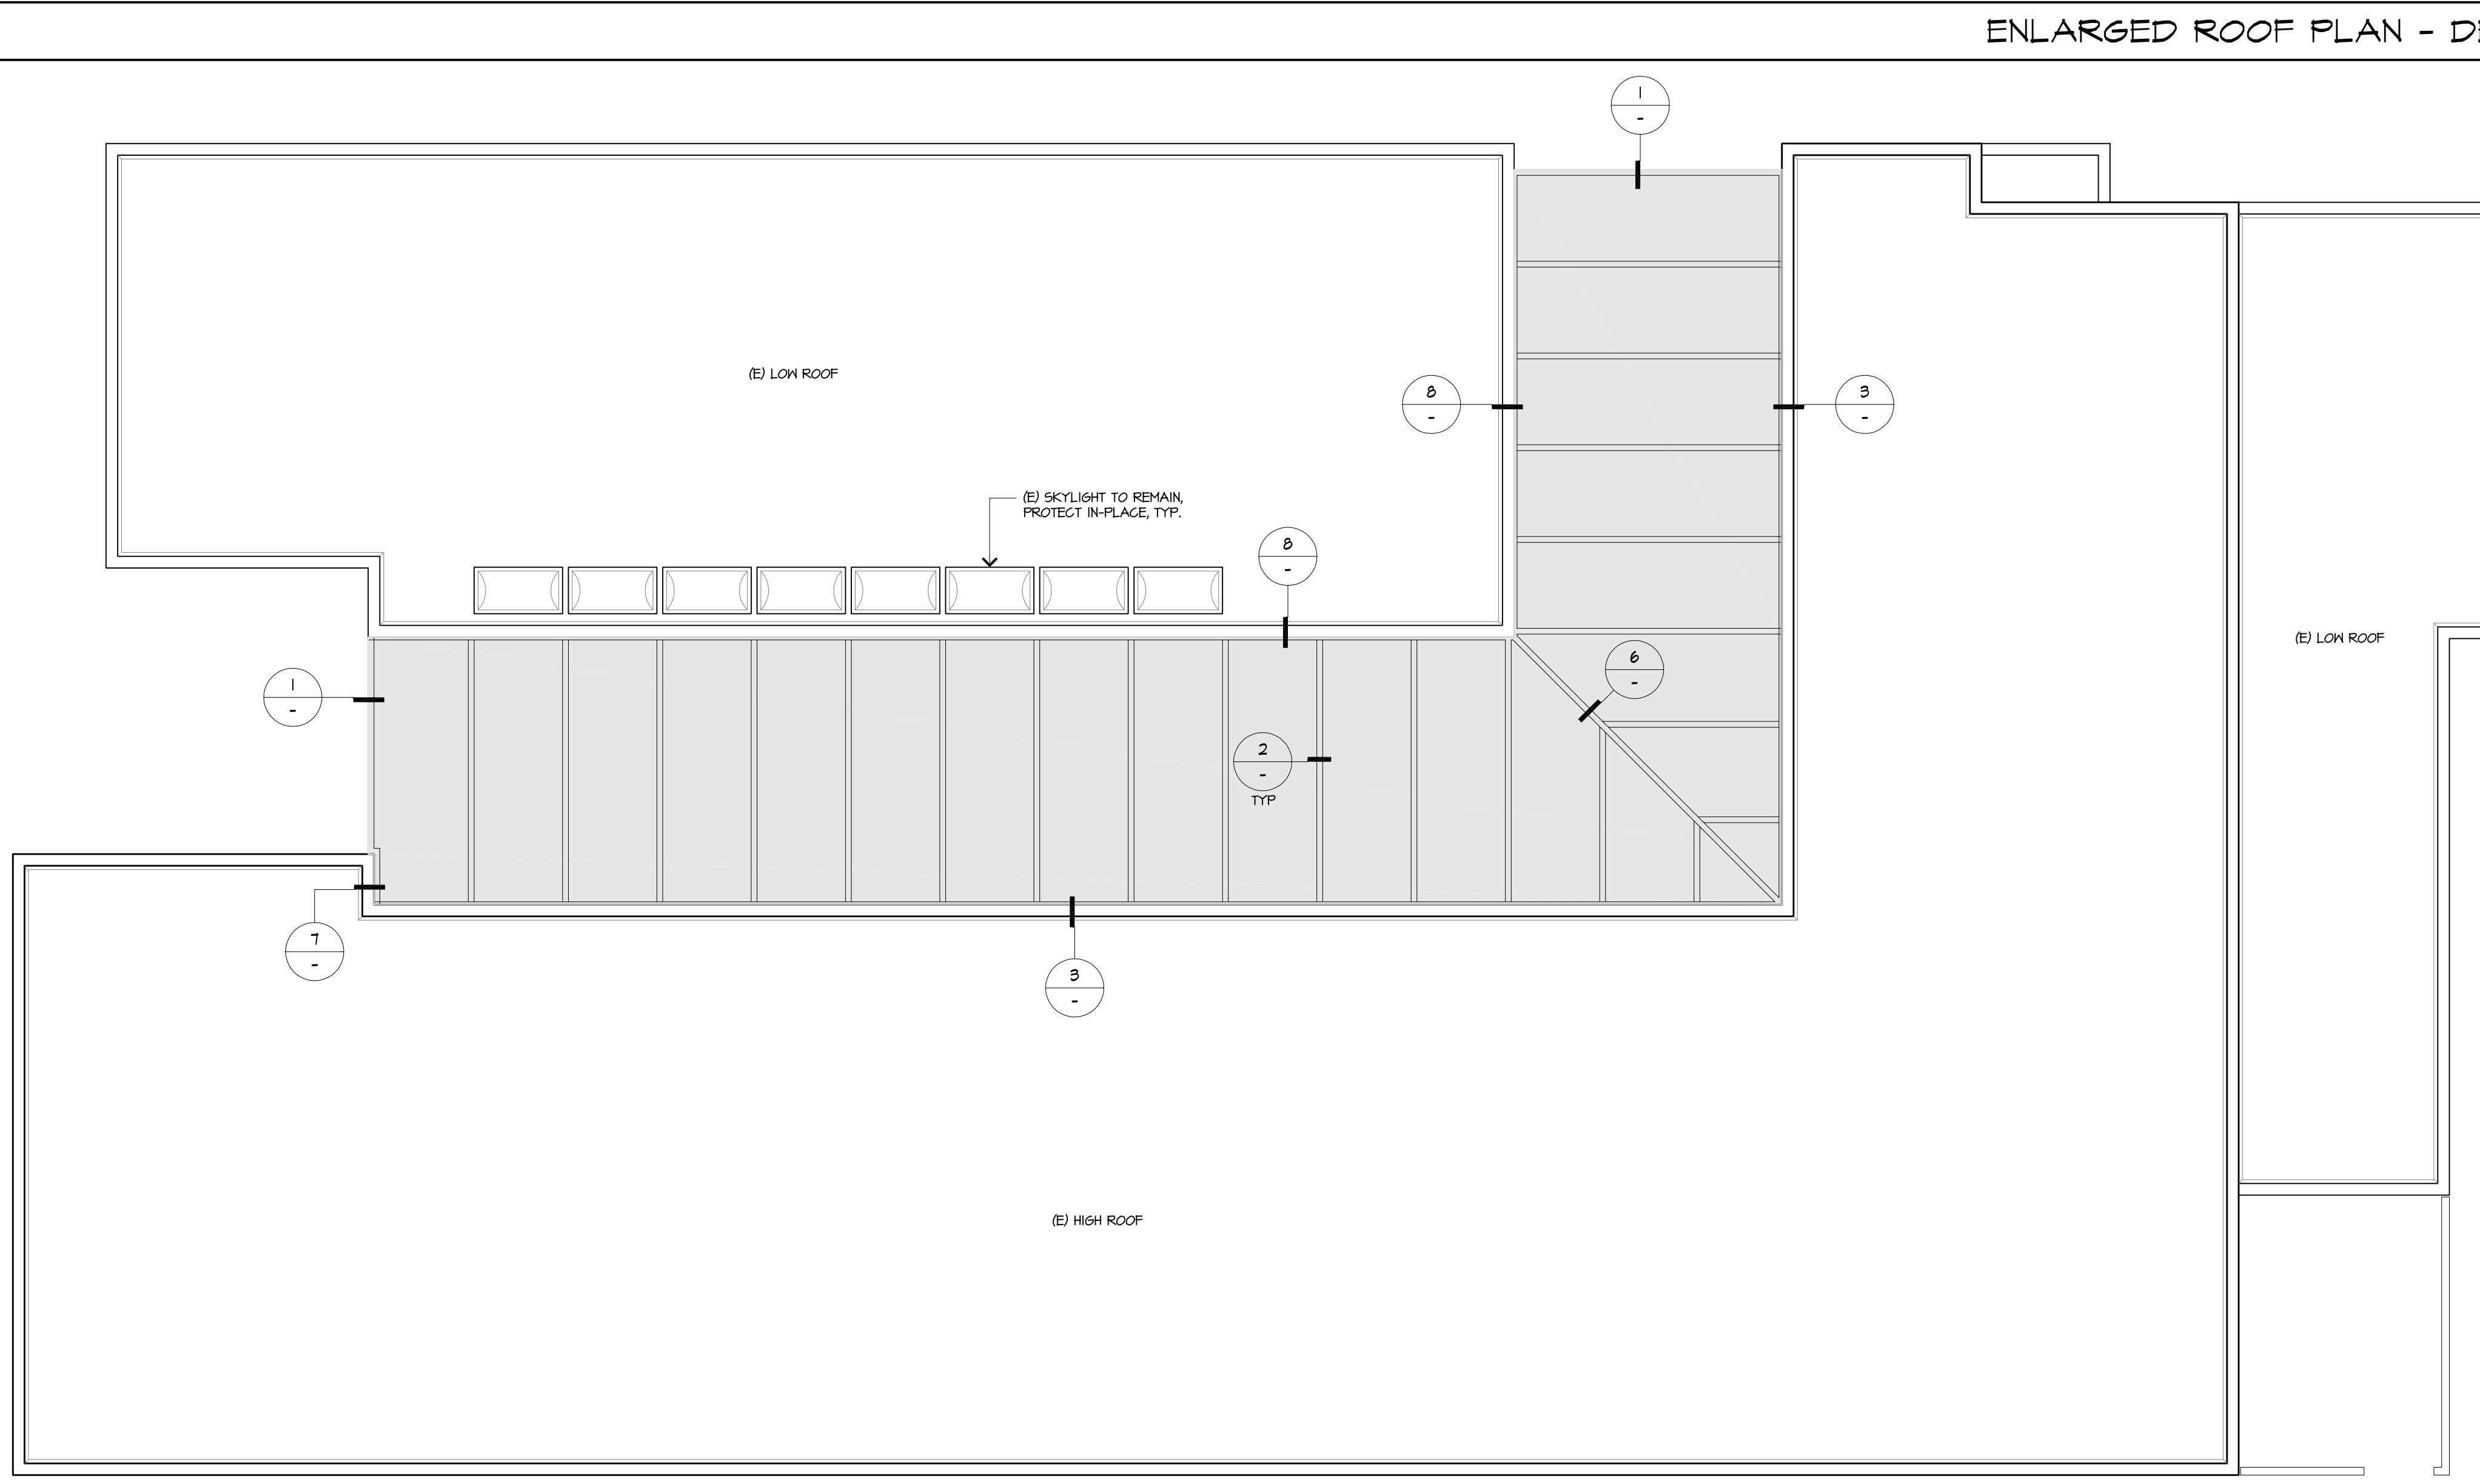 ENLARGED ROOF PLAN - DE
1
-
(E) LOW ROOF
8
-
3
-
(E) SKYLIGHT TO REMAIN,
PROTECT IN-PLACE, TYP.
8
-
(E) LOW ROOF
6
-
1
-
2
-
TYP
7
-
3
-
(E) HIGH ROOF